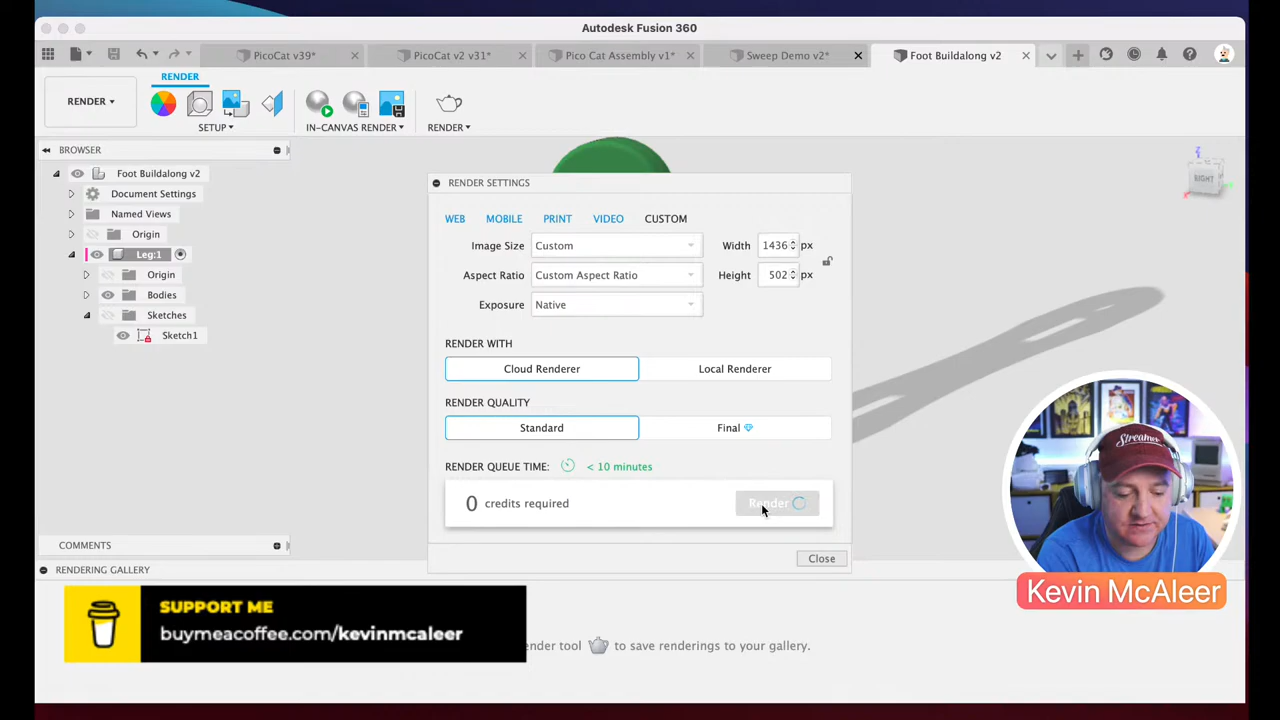 Autodesk Fusion 360
PicoCat v39*
PicoCat v2 v31*
Pico Cat Assembly v1*
Sweep Demo v2*
Foot Buildalong v2
RENDER
RENDER
SETUP
IN-CANVAS RENDER
RENDER
BROWSER
Foot Buildalong v2
Document Settings
Named Views
Origin
Leg:1
Origin
Bodies
Sketches
Sketch1
RIGHT
RENDER SETTINGS
WEB MOBILE PRINT VIDEO CUSTOM
Image Size Custom Width 1436 px
Aspect Ratio Custom Aspect Ratio Height 502 px
Exposure Native
RENDER WITH
Cloud Renderer Local Renderer
RENDER QUALITY
Standard Final
RENDER QUEUE TIME: < 10 minutes
0 credits required Render
Close
COMMENTS
RENDERING GALLERY
ender tool to save renderings to your gallery.
SUPPORT ME
buymeacoffee.com/kevinmcaleer
Streamer
Kevin McAleer